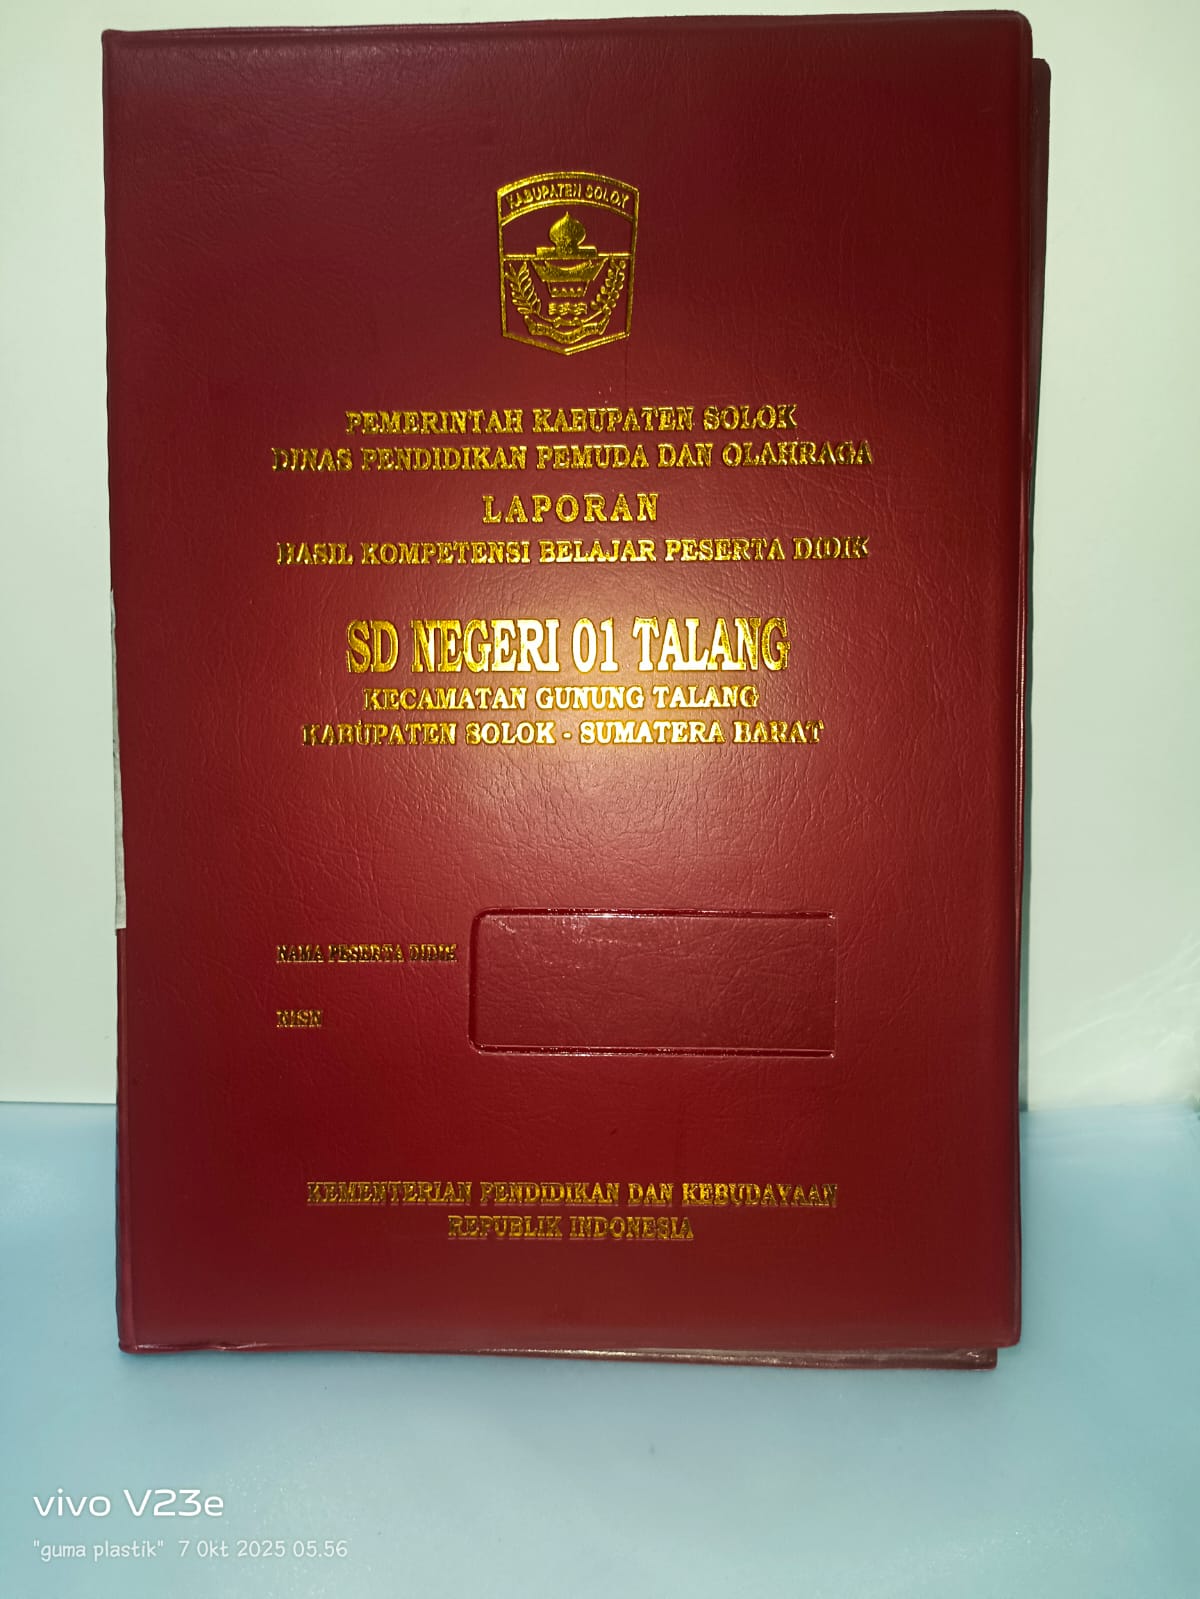 KABUPATEN SOLOK
PEMERINTAH KABUPATEN SOLOK
DINAS PENDIDIKAN PEMUDA DAN OLAHRAGA
LAPORAN
HASIL KOMPETENSI BELAJAR PESERTA DIDIK
SD NEGERI 01 TALANG
KECAMATAN GUNUNG TALANG
KABUPATEN SOLOK - SUMATERA BARAT
NAMA PESERTA DIDIK
NISN
KEMENTERIAN PENDIDIKAN DAN KEBUDAYAAN
REPUBLIK INDONESIA
vivo V23e
"guma plastik" 7 Okt 2025 05.56